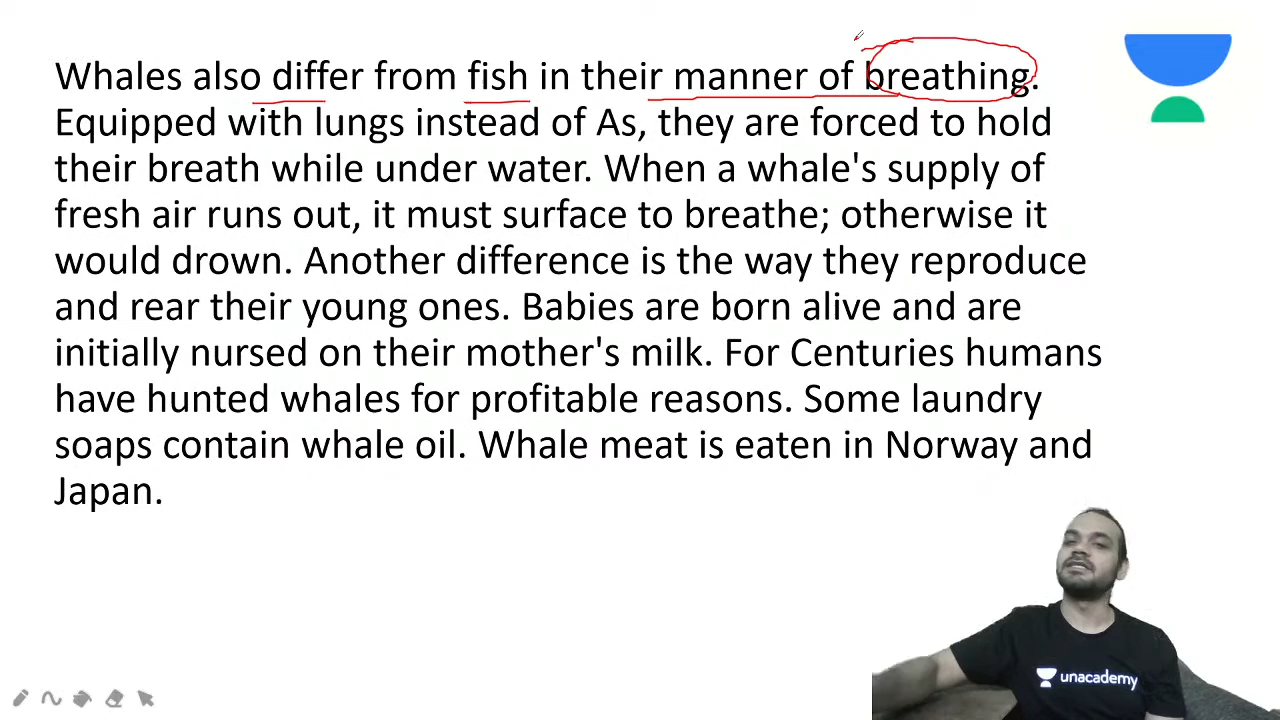 Whales also differ from fish in their manner of breathing.
Equipped with lungs instead of As, they are forced to hold
their breath while under water. When a whale's supply of
fresh air runs out, it must surface to breathe; otherwise it
would drown. Another difference is the way they reproduce
and rear their young ones. Babies are born alive and are
initially nursed on their mother's milk. For Centuries humans
have hunted whales for profitable reasons. Some laundry
soaps contain whale oil. Whale meat is eaten in Norway and
Japan.
unacademy